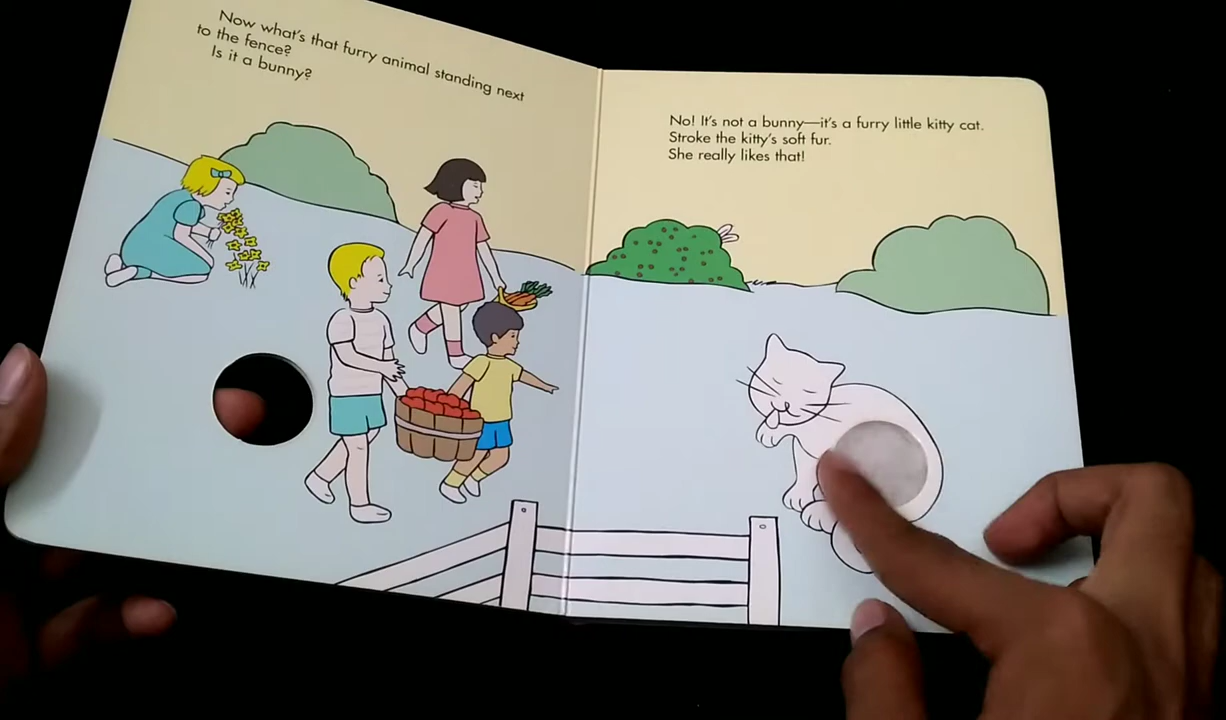 Now what's that furry animal standing next
to the fence?
Is it a bunny?
No! It's not a bunny—it's a furry little kitty cat.
Stroke the kitty's soft fur.
She really likes that!